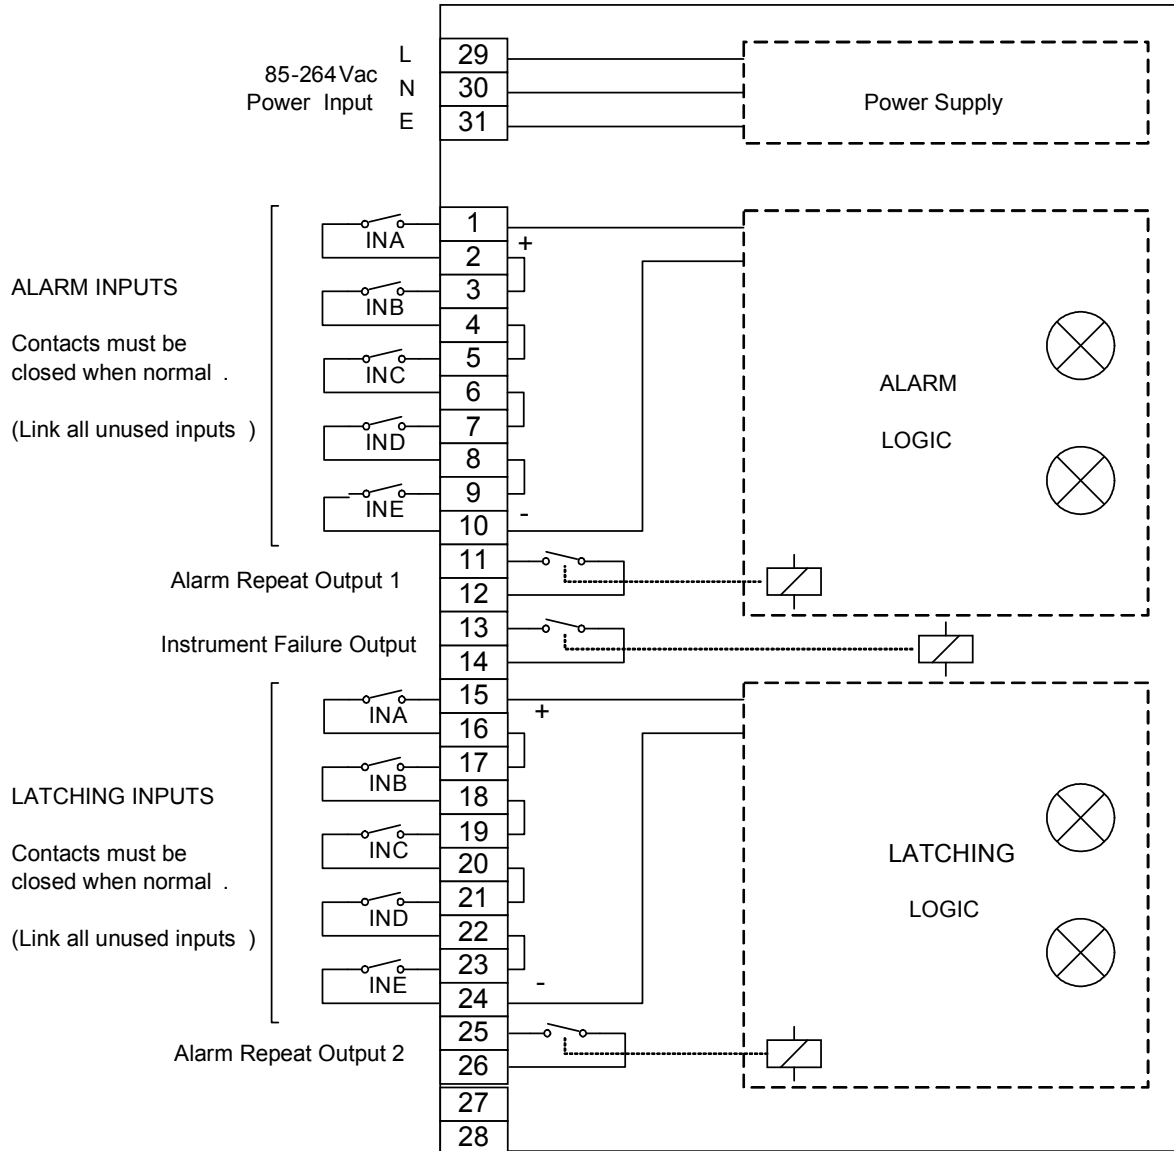 85-264Vac
Power Input
L
N
E
29
30
31
Power Supply
ALARM INPUTS
Contacts must be
closed when normal .
(Link all unused inputs )
INA
INB
INC
IND
INE
1
2
3
4
5
6
7
8
9
10
+
-
ALARM
LOGIC
Alarm Repeat Output 1
11
12
Instrument Failure Output
13
14
LATCHING INPUTS
Contacts must be
closed when normal .
(Link all unused inputs )
INA
INB
INC
IND
INE
15
16
17
18
19
20
21
22
23
24
+
-
LATCHING
LOGIC
Alarm Repeat Output 2
25
26
27
28